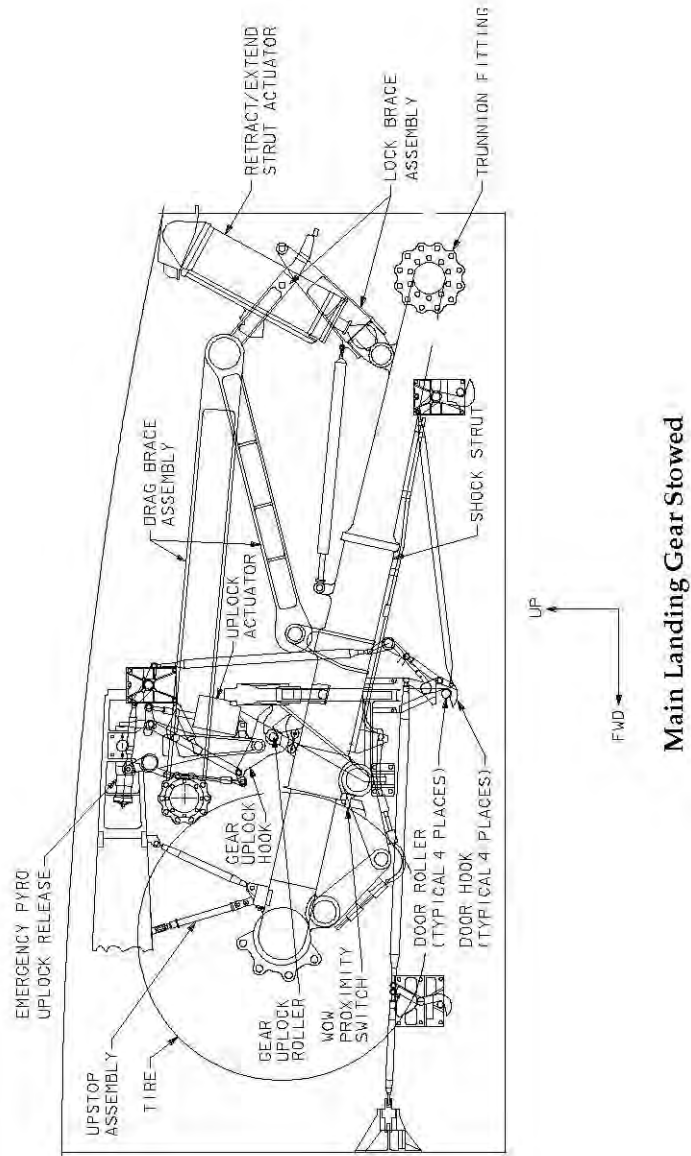 EMERGENCY PYRO
UPLOCK RELEASE
UPSTOP
ASSEMBLY
TIRE
DRAG BRACE
ASSEMBLY
UPLOCK
ACTUATOR
RETRACT/EXTEND
STRUT ACTUATOR
LOCK BRACE
ASSEMBLY
TRUNNION FITTING
GEAR
UPLOCK
HOOK
GEAR
UPLOCK
ROLLER
WOW
PROXIMITY
SWITCH
DOOR ROLLER
(TYPICAL 4 PLACES)
DOOR HOOK
(TYPICAL 4 PLACES)
SHOCK STRUT
UP
FWD
Main Landing Gear Stowed